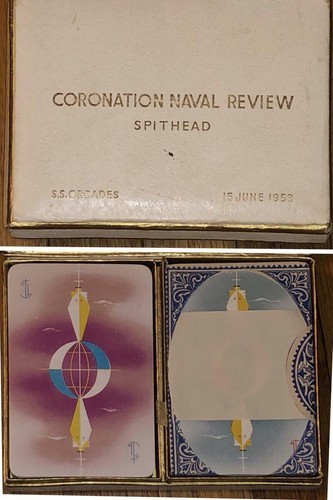 CORONATION NAVAL REVIEW
SPITHEAD
S.S. ORCADES 15 JUNE 1953